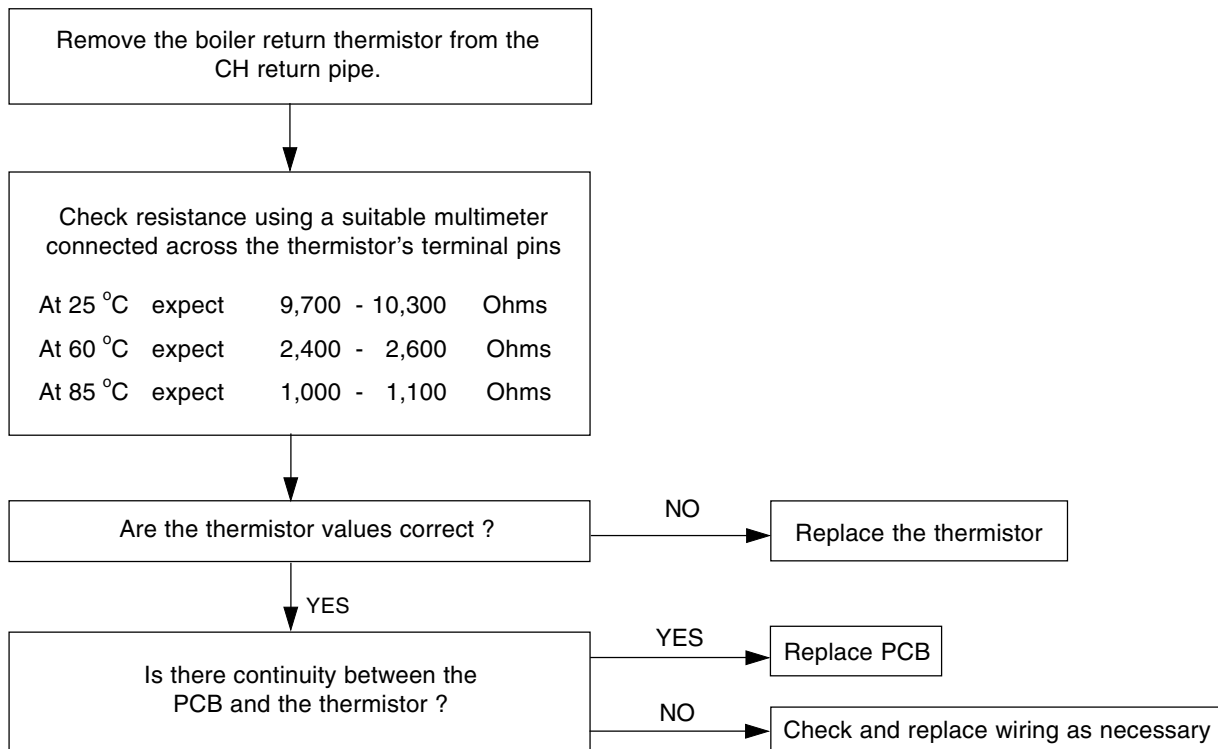 Remove the boiler return thermistor from the
CH return pipe.
Check resistance using a suitable multimeter
connected across the thermistor's terminal pins
At 25 °C expect 9,700 - 10,300 Ohms
At 60 °C expect 2,400 - 2,600 Ohms
At 85 °C expect 1,000 - 1,100 Ohms
Are the thermistor values correct ?
NO
Replace the thermistor
YES
Is there continuity between the
PCB and the thermistor ?
YES
Replace PCB
NO
Check and replace wiring as necessary